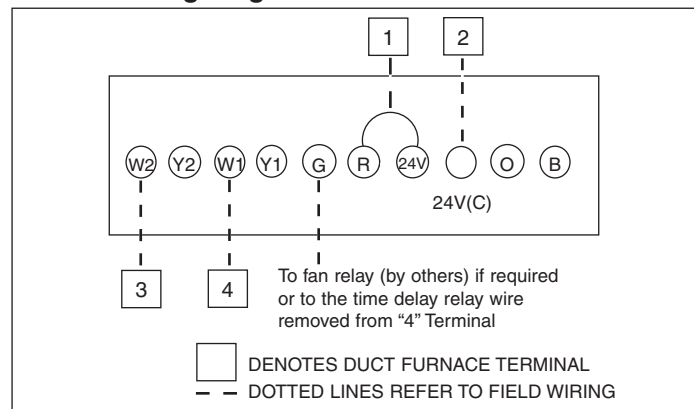 1 2
W2 Y2 W1 Y1 G R 24V O B
24V(C)
3 4
To fan relay (by others) if required
or to the time delay relay wire
removed from “4” Terminal
DENOTES DUCT FURNACE TERMINAL
DOTTED LINES REFER TO FIELD WIRING